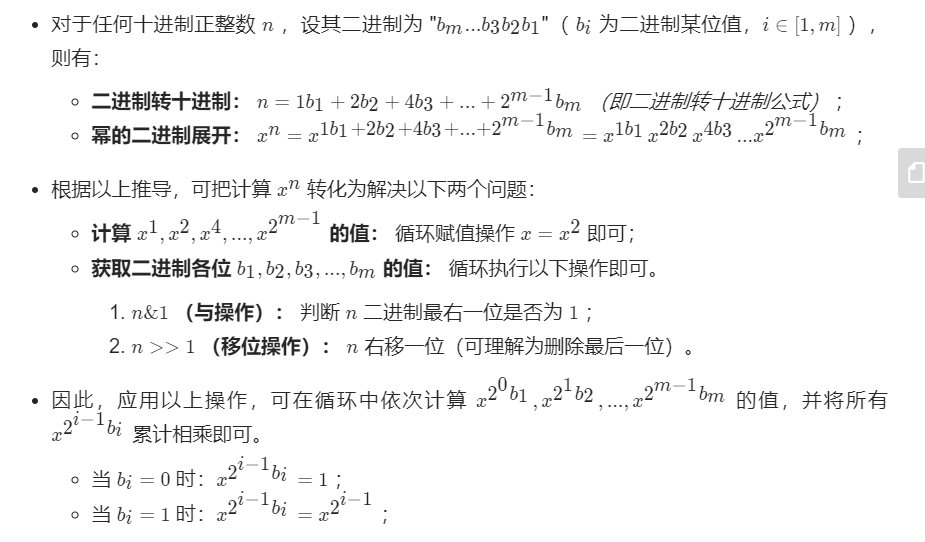 • 对于任何十进制正整数 n ，设其二进制为 "b_m...b_3b_2b_1"（ b_i 为二进制某位值，i ∈ [1, m] ），
则有：
◦ 二进制转十进制： n = 1b_1 + 2b_2 + 4b_3 + ... + 2^{m−1}b_m （即二进制转十进制公式） ；
◦ 幂的二进制展开： x^n = x^{1b_1+2b_2+4b_3+...+2^{m−1}b_m} = x^{1b_1} x^{2b_2} x^{4b_3} ...x^{2^{m−1}b_m} ；
• 根据以上推导，可把计算 x^n 转化为解决以下两个问题：
◦ 计算 x^1, x^2, x^4, ..., x^{2^{m−1}} 的值： 循环赋值操作 x = x^2 即可；
◦ 获取二进制各位 b_1, b_2, b_3, ..., b_m 的值： 循环执行以下操作即可。
1. n&1 （与操作）： 判断 n 二进制最右一位是否为 1 ；
2. n >> 1 （移位操作）： n 右移一位（可理解为删除最后一位）。
• 因此，应用以上操作，可在循环中依次计算 x^{2^0 b_1}, x^{2^1 b_2}, ..., x^{2^{m−1}b_m} 的值，并将所有
x^{2^{i−1}b_i} 累计相乘即可。
◦ 当 b_i = 0 时：x^{2^{i−1}b_i} = 1 ；
◦ 当 b_i = 1 时：x^{2^{i−1}b_i} = x^{2^{i−1}} ；